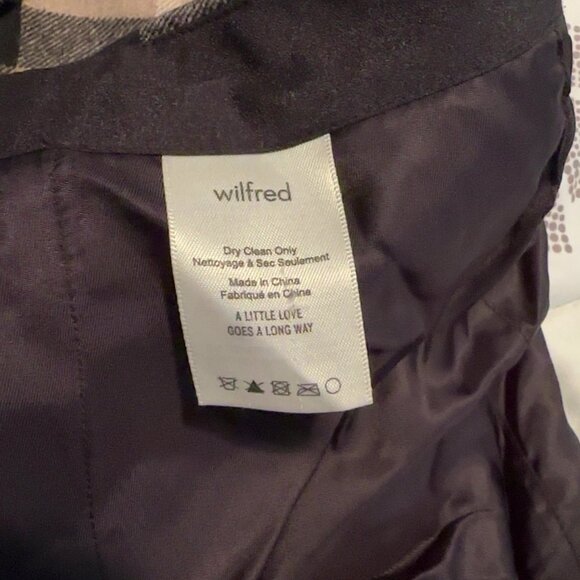 wilfred
Dry Clean Only
Nettoyage & Sec Seulement
Made in China
Fabriqué en Chine
A LITTLE LOVE
GOES A LONG WAY